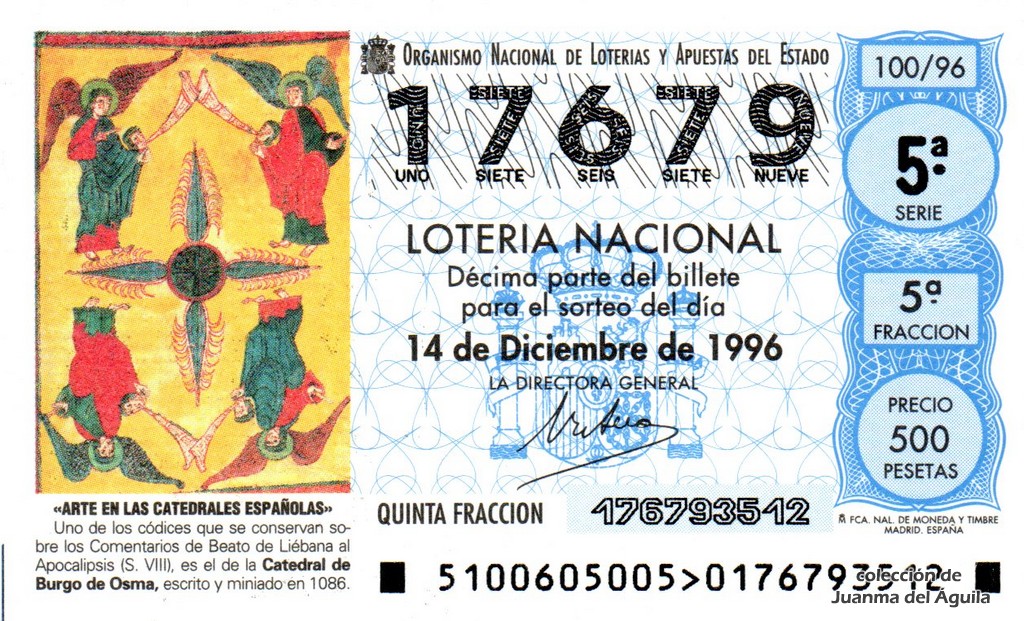 ORGANISMO NACIONAL DE LOTERIAS Y APUESTAS DEL ESTADO
17679
UNO SIETE SEIS SIETE NUEVE
100/96
5ª
SERIE
LOTERIA NACIONAL
Décima parte del billete
para el sorteo del día
14 de Diciembre de 1996
LA DIRECTORA GENERAL
5ª
FRACCION
PRECIO
500
PESETAS
«ARTE EN LAS CATEDRALES ESPAÑOLAS»
Uno de los códices que se conservan so-
bre los Comentarios de Beato de Liébana al
Apocalipsis (S. VIII), es el de la Catedral de
Burgo de Osma, escrito y miniado en 1086.
QUINTA FRACCION
176793512
FCA. NAL. DE MONEDA Y TIMBRE
MADRID. ESPAÑA
5100605005>0176793512
colección de
Juanma del Águila